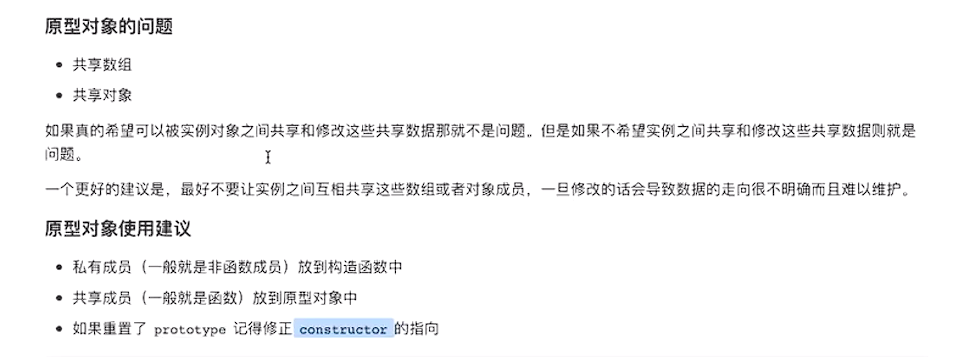 原型对象的问题
共享数组
共享对象
如果真的希望可以被实例对象之间共享和修改这些共享数据那就不是问题。但是如果不希望实例之间共享和修改这些共享数据则就是
问题。
一个更好的建议是，最好不要让实例之间互相共享这些数组或者对象成员，一旦修改的话会导致数据的走向很不明确而且难以维护。
原型对象使用建议
私有成员（一般就是非函数成员）放到构造函数中
共享成员（一般就是函数）放到原型对象中
如果重置了 prototype 记得修正 constructor 的指向